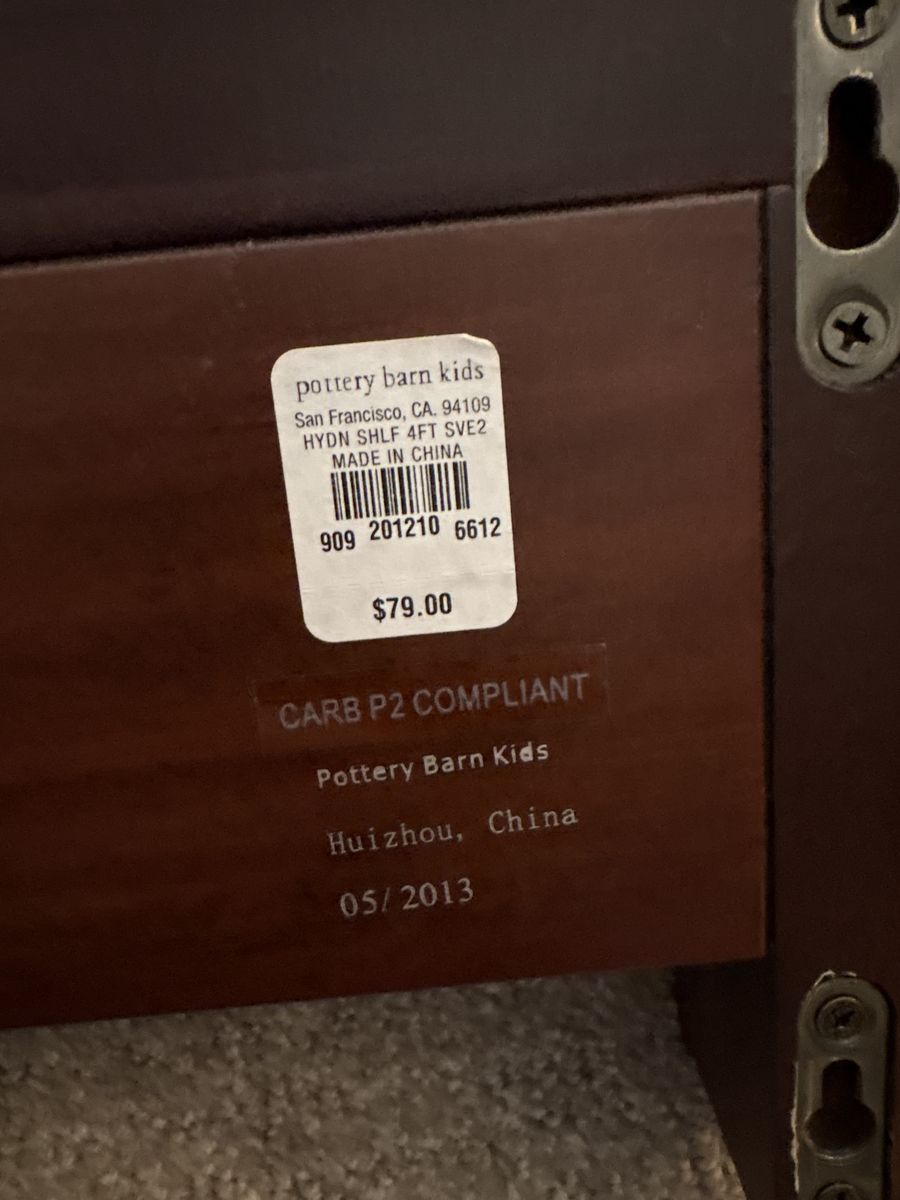 pottery barn kids
San Francisco, CA. 94109
HYDN SHLF 4FT SVE2
MADE IN CHINA
909 201210 6612
$79.00
CARB P2 COMPLIANT
Pottery Barn Kids
Huizhou, China
05/2013